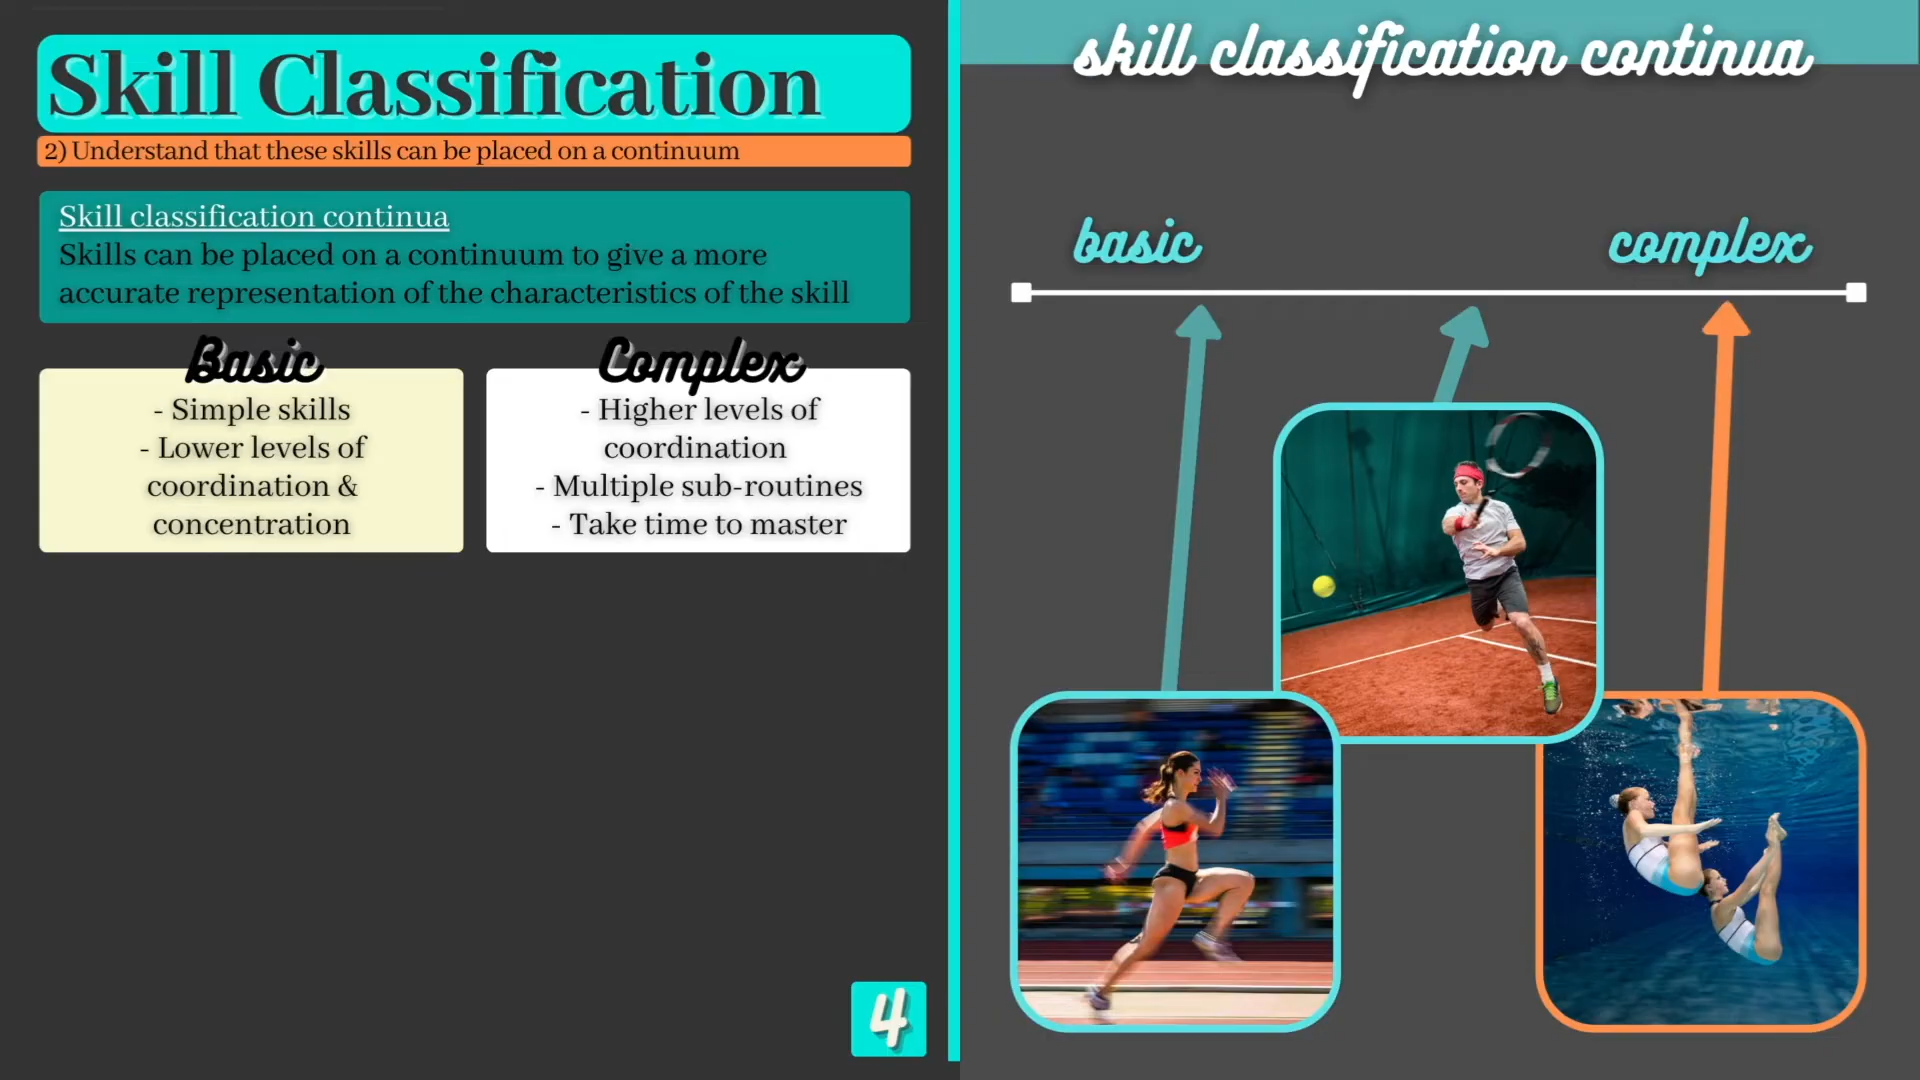 Skill Classification
2) Understand that these skills can be placed on a continuum
Skill classification continua
Skills can be placed on a continuum to give a more
accurate representation of the characteristics of the skill
Basic
- Simple skills
- Lower levels of
coordination &
concentration
Complex
- Higher levels of
coordination
- Multiple sub-routines
- Take time to master
4
skill classification continua
basic
complex